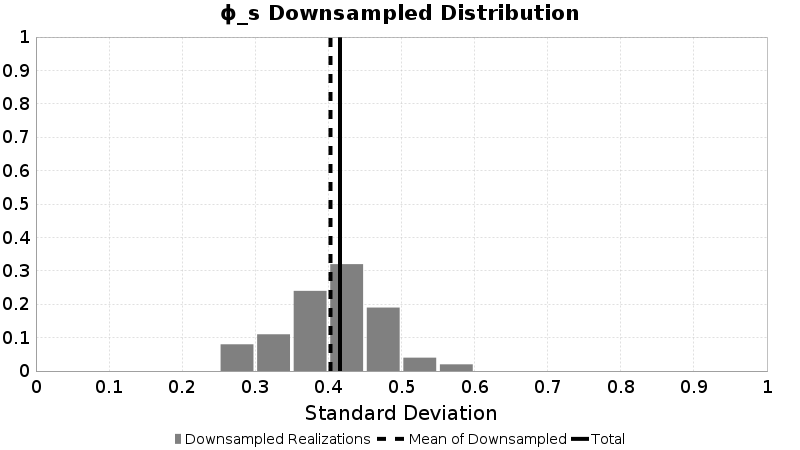 ϕ_s Downsampled Distribution
1
0.9
0.8
0.7
0.6
0.5
0.4
0.3
0.2
0.1
0
0 0.1 0.2 0.3 0.4 0.5 0.6 0.7 0.8 0.9 1
Standard Deviation
Downsampled Realizations Mean of Downsampled Total